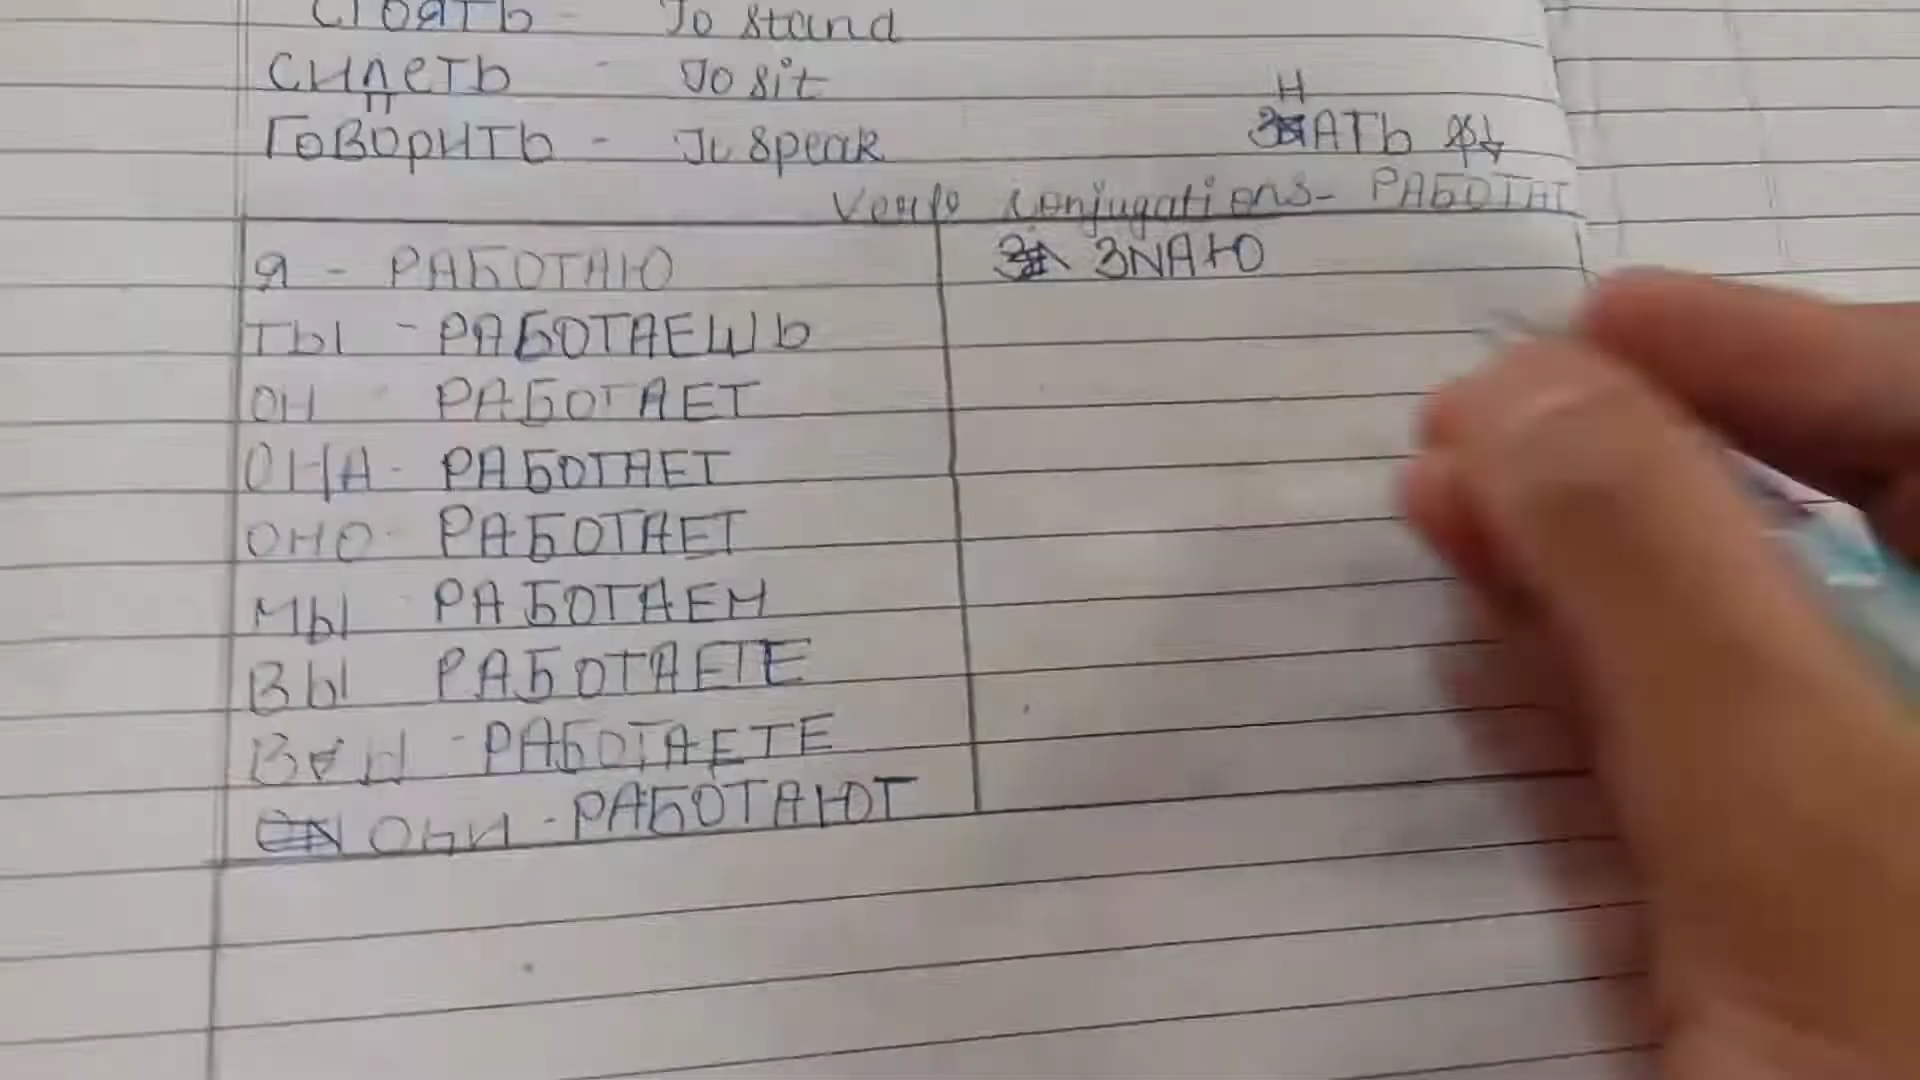 СТОЯТЬ - To stand
СИДЕТЬ - To sit
ГОВОРИТЬ - To speak
ЗНАТЬ
Verb conjugations- РАБОТАТ
Я - РАБОТАЮ
ЗNАЮ
ТЫ - РАБОТАЕШЬ
ОН РАБОТАЕТ
ОНА - РАБОТАЕТ
ОНО - РАБОТАЕТ
МЫ РАБОТАЕМ
ВЫ РАБОТАЕТЕ
- РАБОТАЕТЕ
ОНИ - РАБОТАЮТ